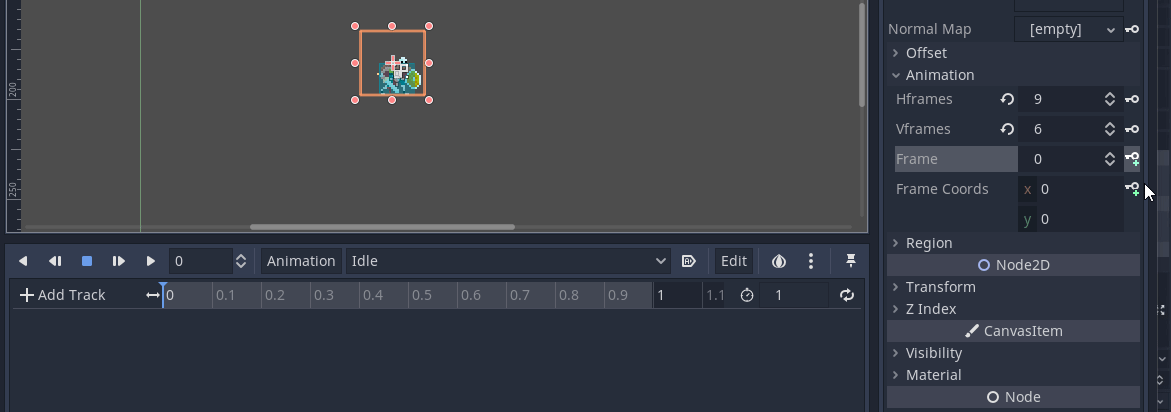 200
250
Normal Map [empty]
Offset
Animation
Hframes 9
Vframes 6
Frame 0
Frame Coords x 0
y 0
Region
Node2D
Transform
Z Index
CanvasItem
Visibility
Material
Node
0 Animation Idle Edit
Add Track 0 0.1 0.2 0.3 0.4 0.5 0.6 0.7 0.8 0.9 1 1.1 1